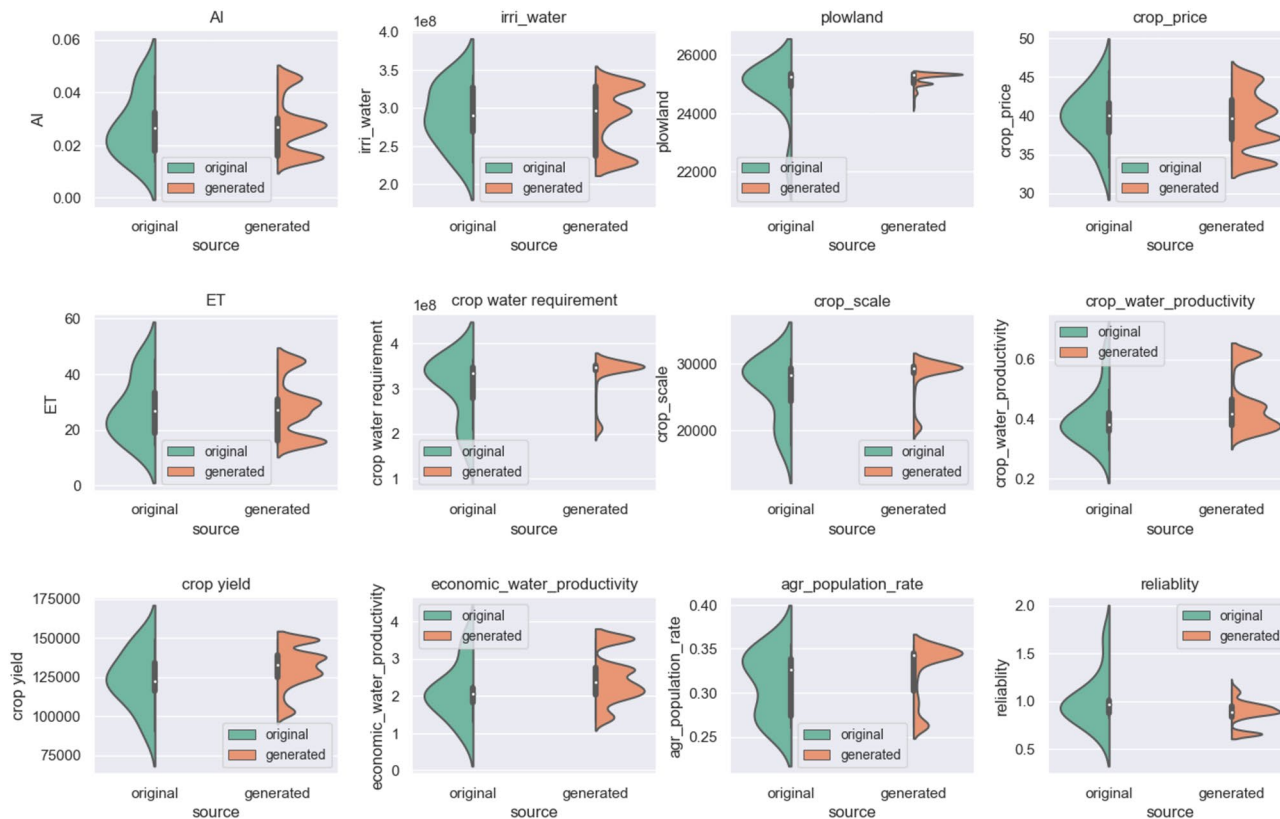 AI
AI
0.06
0.04
0.02
0.00
original
generated
original
generated
source
irri_water
1e8
irri_water
4.0
3.5
3.0
2.5
2.0
original
generated
original
generated
source
plowland
plowland
26000
24000
22000
original
generated
original
generated
source
crop_price
crop_price
50
45
40
35
30
original
generated
original
generated
source
ET
ET
60
40
20
0
original
generated
original
generated
source
crop water requirement
1e8
crop water requirement
4
3
2
1
original
generated
original
generated
source
crop_scale
crop_scale
30000
20000
original
generated
original
generated
source
crop_water_productivity
crop_water_productivity
0.6
0.4
0.2
original
generated
original
generated
source
crop yield
crop yield
175000
150000
125000
100000
75000
original
generated
original
generated
source
economic_water_productivity
economic_water_productivity
4
3
2
1
0
original
generated
original
generated
source
agr_population_rate
agr_population_rate
0.40
0.35
0.30
0.25
original
generated
original
generated
source
reliablity
reliablity
2.0
1.5
1.0
0.5
original
generated
original
generated
source